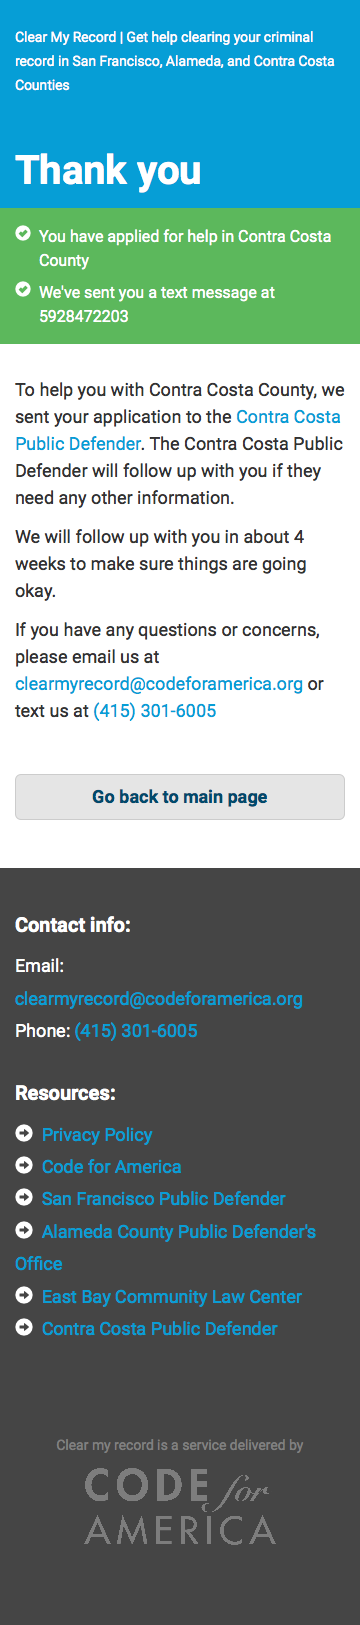 Clear My Record | Get help clearing your criminal
record in San Francisco, Alameda, and Contra Costa
Counties
Thank you
You have applied for help in Contra Costa
County
We've sent you a text message at
5928472203
To help you with Contra Costa County, we
sent your application to the Contra Costa
Public Defender. The Contra Costa Public
Defender will follow up with you if they
need any other information.
We will follow up with you in about 4
weeks to make sure things are going
okay.
If you have any questions or concerns,
please email us at
clearmyrecord@codeforamerica.org or
text us at (415) 301-6005
Go back to main page
Contact info:
Email:
clearmyrecord@codeforamerica.org
Phone: (415) 301-6005
Resources:
Privacy Policy
Code for America
San Francisco Public Defender
Alameda County Public Defender's
Office
East Bay Community Law Center
Contra Costa Public Defender
Clear my record is a service delivered by
CODE for
AMERICA